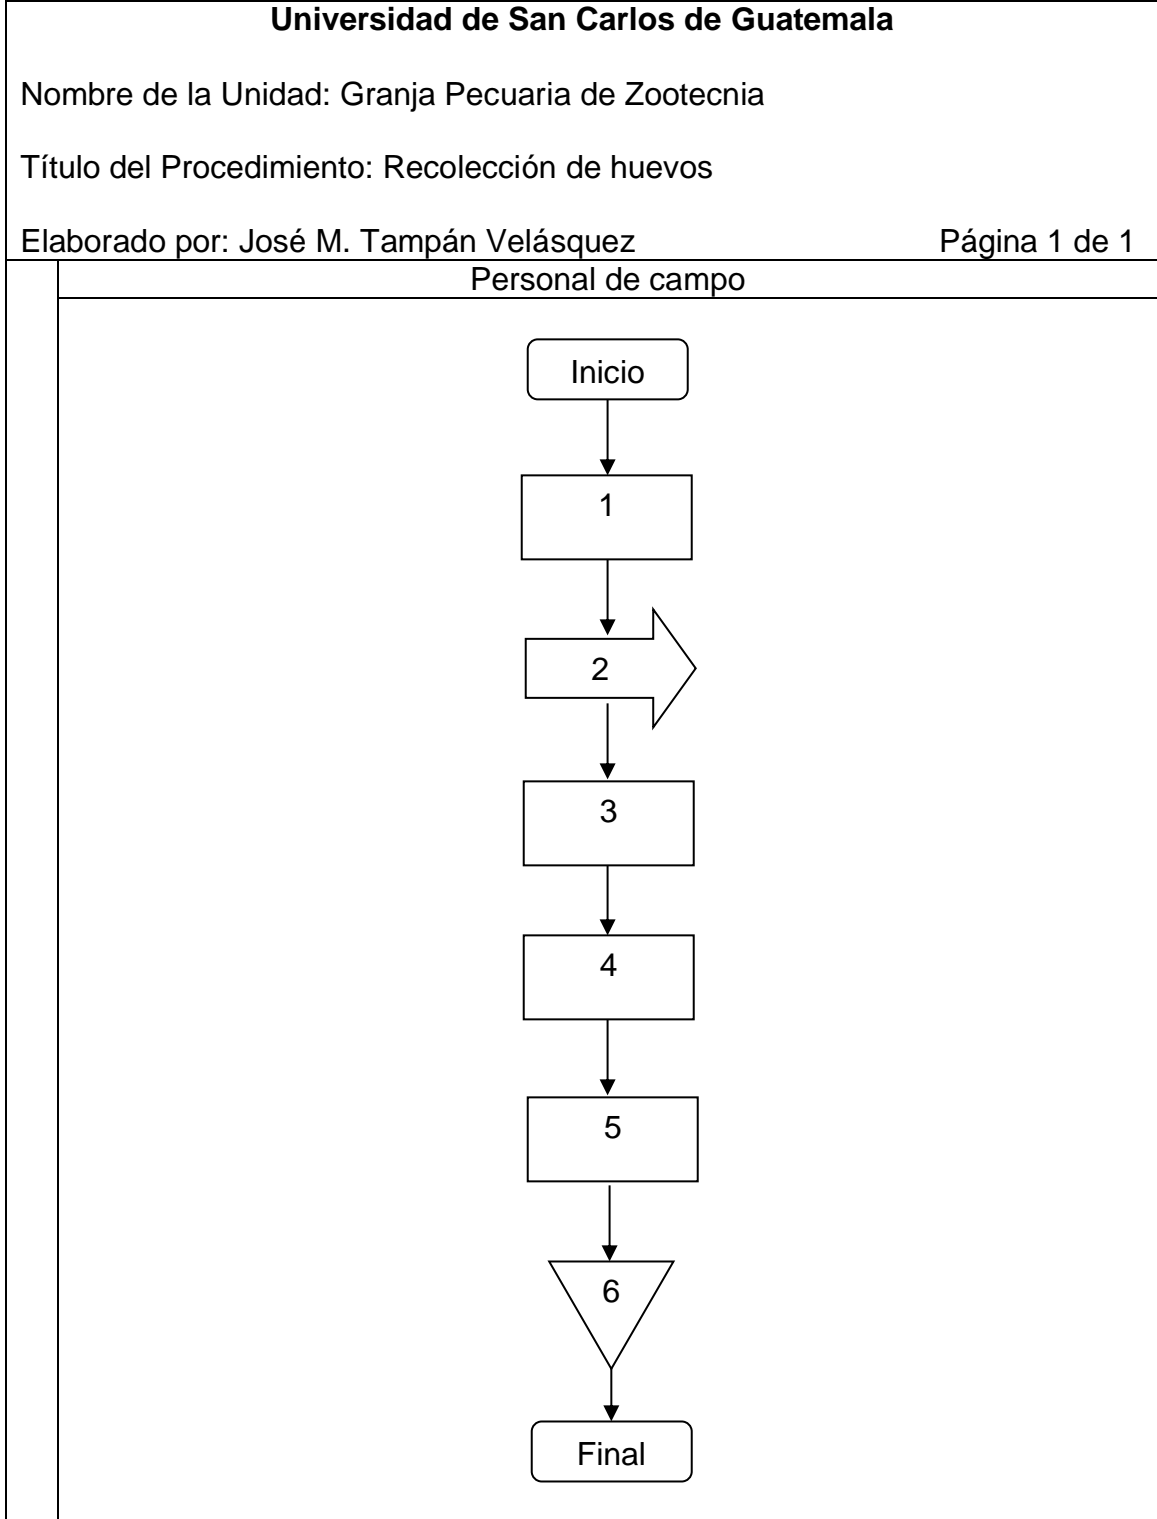 Universidad de San Carlos de Guatemala
Nombre de la Unidad: Granja Pecuaria de Zootecnia
Título del Procedimiento: Recolección de huevos
Elaborado por: José M. Tampán Velásquez Página 1 de 1
Personal de campo
Inicio
1
2
3
4
5
6
Final